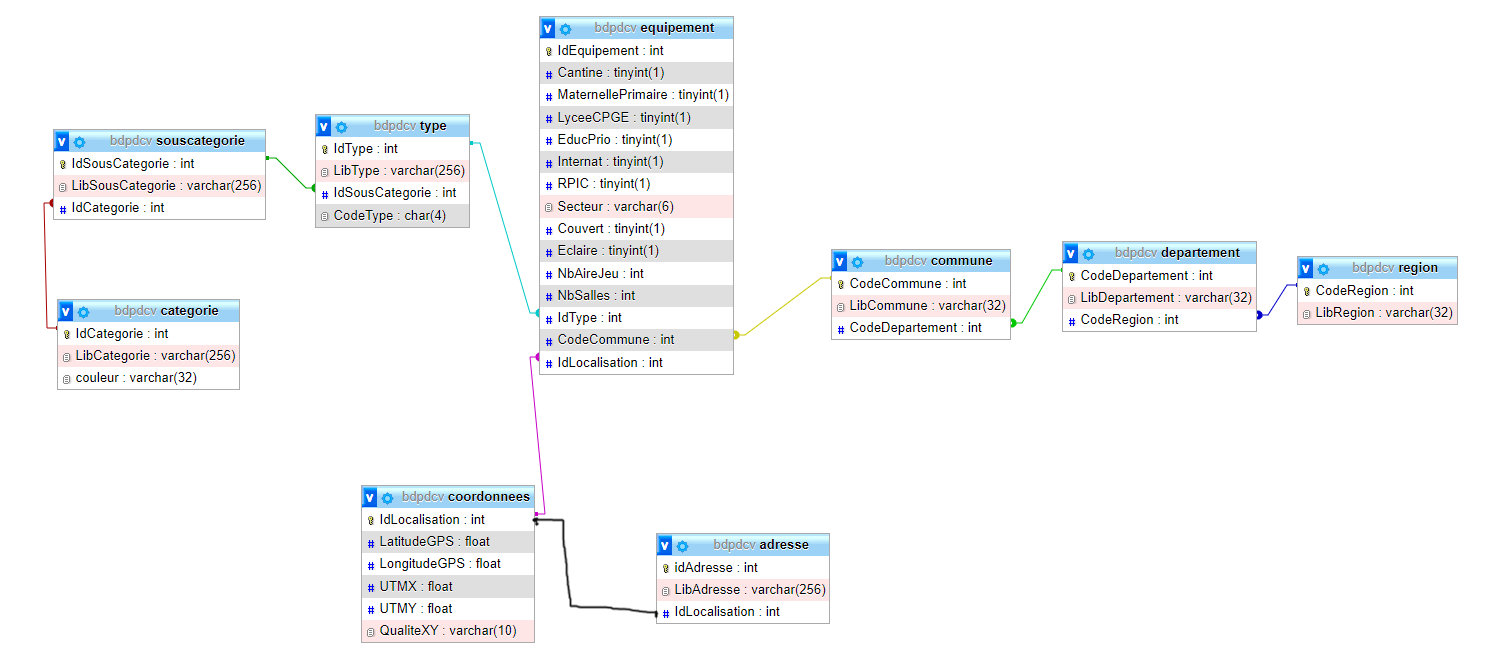 v bdpdcv equipement
IdEquipement : int
# Cantine : tinyint(1)
# MaternellePrimaire : tinyint(1)
# LyceeCPGE : tinyint(1)
# EducPrio : tinyint(1)
# Internat : tinyint(1)
# RPIC : tinyint(1)
Secteur : varchar(6)
# Couvert : tinyint(1)
# Eclaire : tinyint(1)
# NbAireJeu : int
# NbSalles : int
# IdType : int
# CodeCommune : int
# IdLocalisation : int
v bdpdcv souscategorie
IdSousCategorie : int
LibSousCategorie : varchar(256)
# IdCategorie : int
v bdpdcv type
IdType : int
LibType : varchar(256)
# IdSousCategorie : int
CodeType : char(4)
v bdpdcv categorie
IdCategorie : int
LibCategorie : varchar(256)
couleur : varchar(32)
v bdpdcv commune
CodeCommune : int
LibCommune : varchar(32)
# CodeDepartement : int
v bdpdcv departement
CodeDepartement : int
LibDepartement : varchar(32)
# CodeRegion : int
v bdpdcv region
CodeRegion : int
LibRegion : varchar(32)
v bdpdcv coordonnees
IdLocalisation : int
# LatitudeGPS : float
# LongitudeGPS : float
# UTMX : float
# UTMY : float
QualiteXY : varchar(10)
v bdpdcv adresse
idAdresse : int
LibAdresse : varchar(256)
# IdLocalisation : int